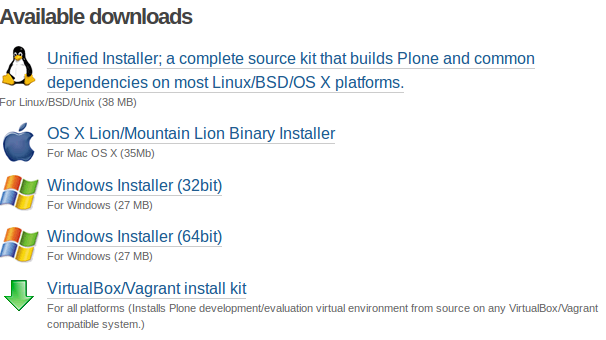 Available downloads
Unified Installer; a complete source kit that builds Plone and common
dependencies on most Linux/BSD/OS X platforms.
For Linux/BSD/Unix (38 MB)
OS X Lion/Mountain Lion Binary Installer
For Mac OS X (35Mb)
Windows Installer (32bit)
For Windows (27 MB)
Windows Installer (64bit)
For Windows (27 MB)
VirtualBox/Vagrant install kit
For all platforms (Installs Plone development/evaluation virtual environment from source on any VirtualBox/Vagrant
compatible system.)